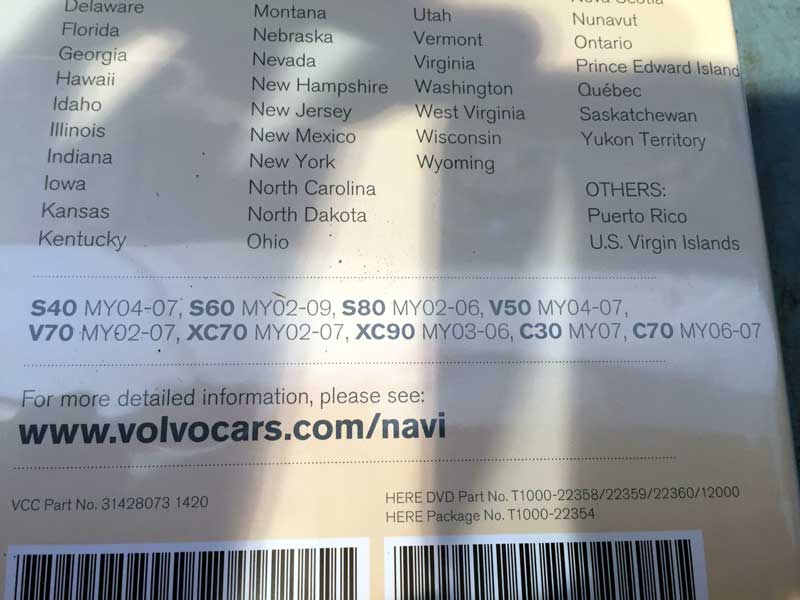 Delaware
Florida
Georgia
Hawaii
Idaho
Illinois
Indiana
Iowa
Kansas
Kentucky
Montana
Nebraska
Nevada
New Hampshire
New Jersey
New Mexico
New York
North Carolina
North Dakota
Ohio
Utah
Vermont
Virginia
Washington
West Virginia
Wisconsin
Wyoming
Nova Scotia
Nunavut
Ontario
Prince Edward Island
Québec
Saskatchewan
Yukon Territory
OTHERS:
Puerto Rico
U.S. Virgin Islands
S40 MY04-07, S60 MY02-09, S80 MY02-06, V50 MY04-07,
V70 MY02-07, XC70 MY02-07, XC90 MY03-06, C30 MY07, C70 MY06-07
For more detailed information, please see:
www.volvocars.com/navi
VCC Part No. 31428073 1420
HERE DVD Part No. T1000-22358/22359/22360/12000
HERE Package No. T1000-22354